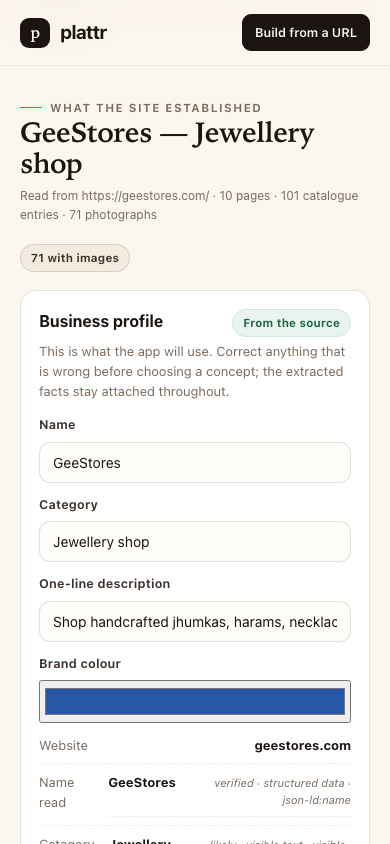 p plattr
Build from a URL
WHAT THE SITE ESTABLISHED
GeeStores — Jewellery
shop
Read from https://geestores.com/ · 10 pages · 101 catalogue
entries · 71 photographs
71 with images
Business profile
From the source
This is what the app will use. Correct anything that
is wrong before choosing a concept; the extracted
facts stay attached throughout.
Name
GeeStores
Category
Jewellery shop
One-line description
Shop handcrafted jhumkas, harams, necklac
Brand colour
Website geestores.com
Name GeeStores verified · structured data ·
read json-ld:name
Category Jewellery likely · visible text · visible